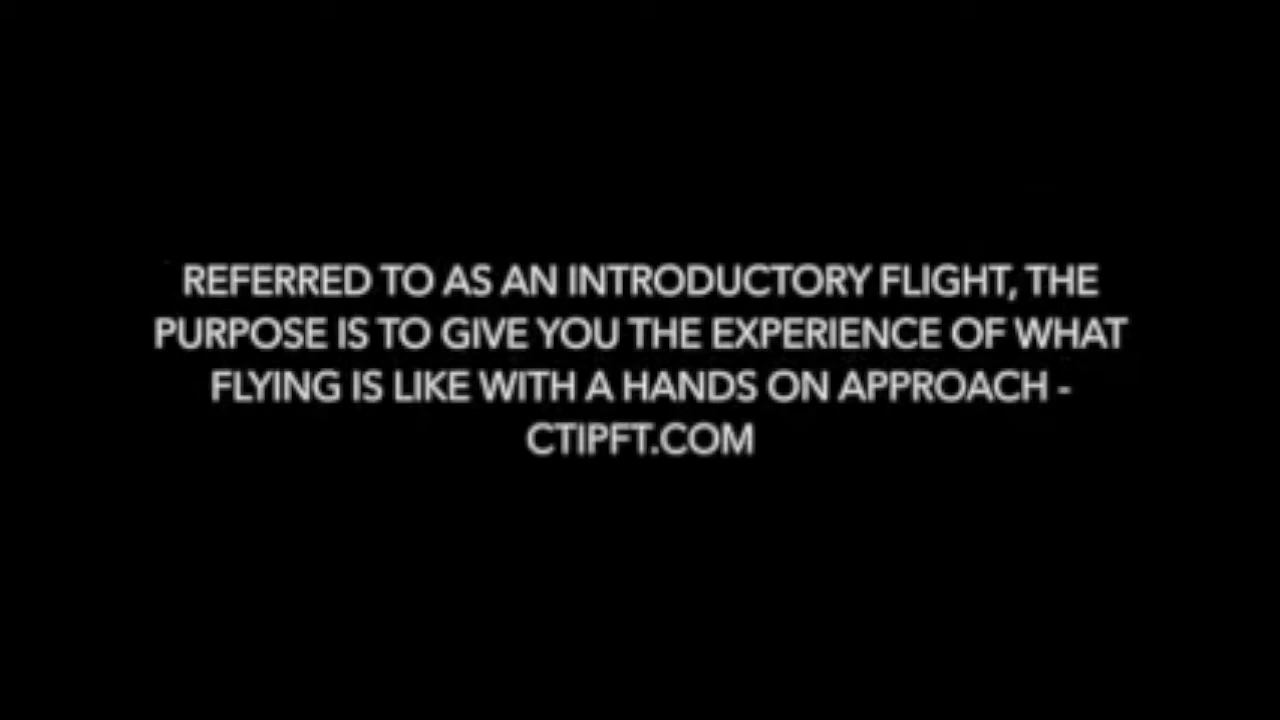 REFERRED TO AS AN INTRODUCTORY FLIGHT, THE
PURPOSE IS TO GIVE YOU THE EXPERIENCE OF WHAT
FLYING IS LIKE WITH A HANDS ON APPROACH -
CTIPFT.COM